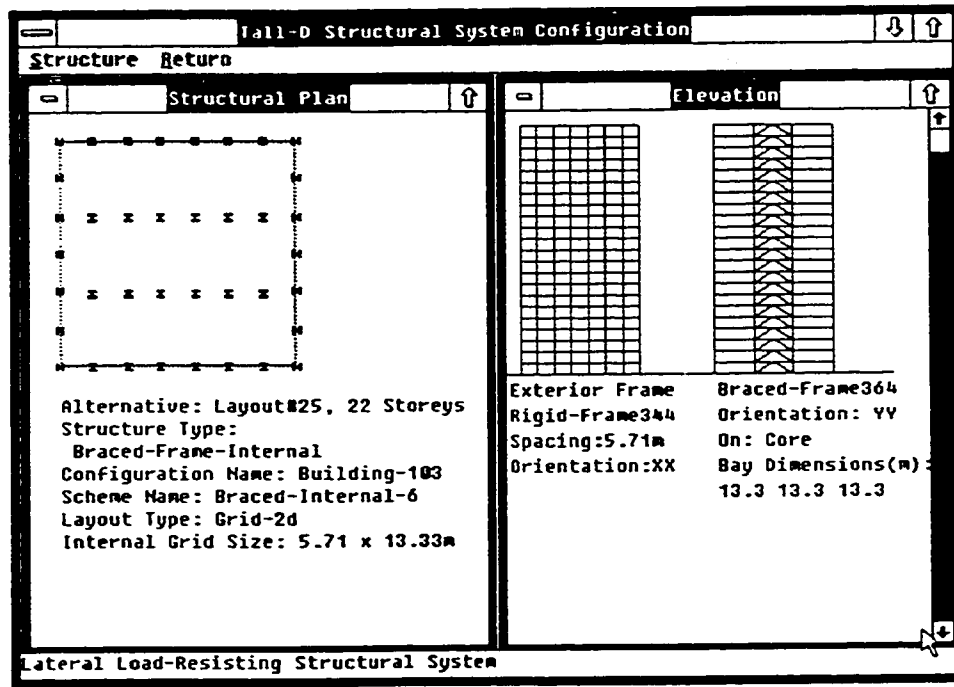 Tall-D Structural System Configuration
Structure Return
Structural Plan
Alternative: Layout#25, 22 Storeys
Structure Type:
Braced-Frame-Internal
Configuration Name: Building-103
Scheme Name: Braced-Internal-6
Layout Type: Grid-2d
Internal Grid Size: 5.71 x 13.33m
Elevation
Exterior Frame
Rigid-Frame344
Spacing:5.71m
Orientation:XX
Braced-Frame364
Orientation: YY
On: Core
Bay Dimensions(m):
13.3 13.3 13.3
Lateral Load-Resisting Structural System